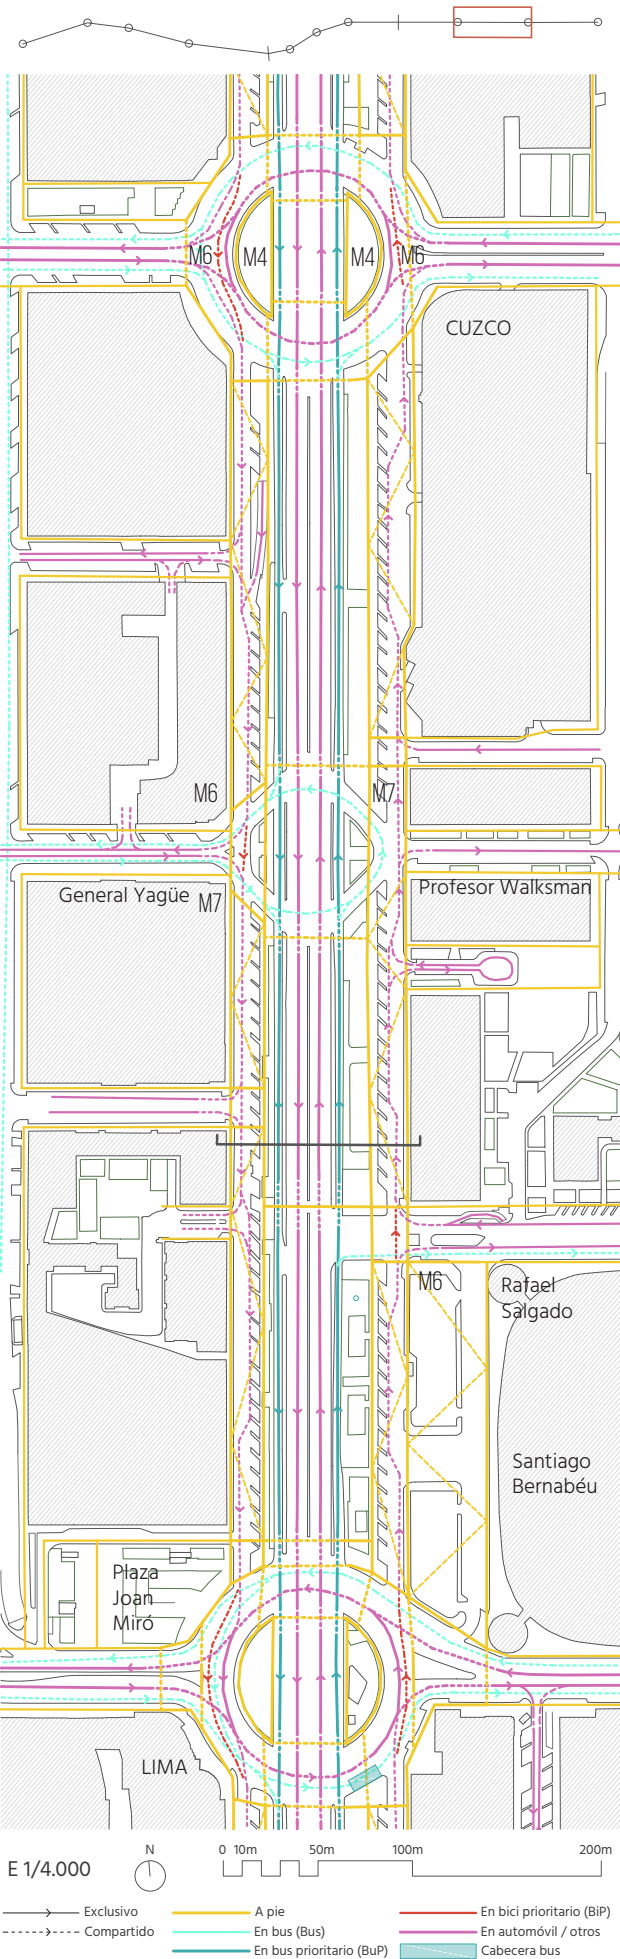 M6
M4
M4
M6
CUZCO
M6
M7
General Yagüe
M7
Profesor Walksman
M6
Rafael
Salgado
Santiago
Bernabéu
Plaza
Joan
Miró
LIMA
E 1/4.000
N
0 10m 50m 100m 200m
Exclusivo
A pie
En bici prioritario (BiP)
Compartido
En bus (Bus)
En automóvil / otros
En bus prioritario (BuP)
Cabecera bus